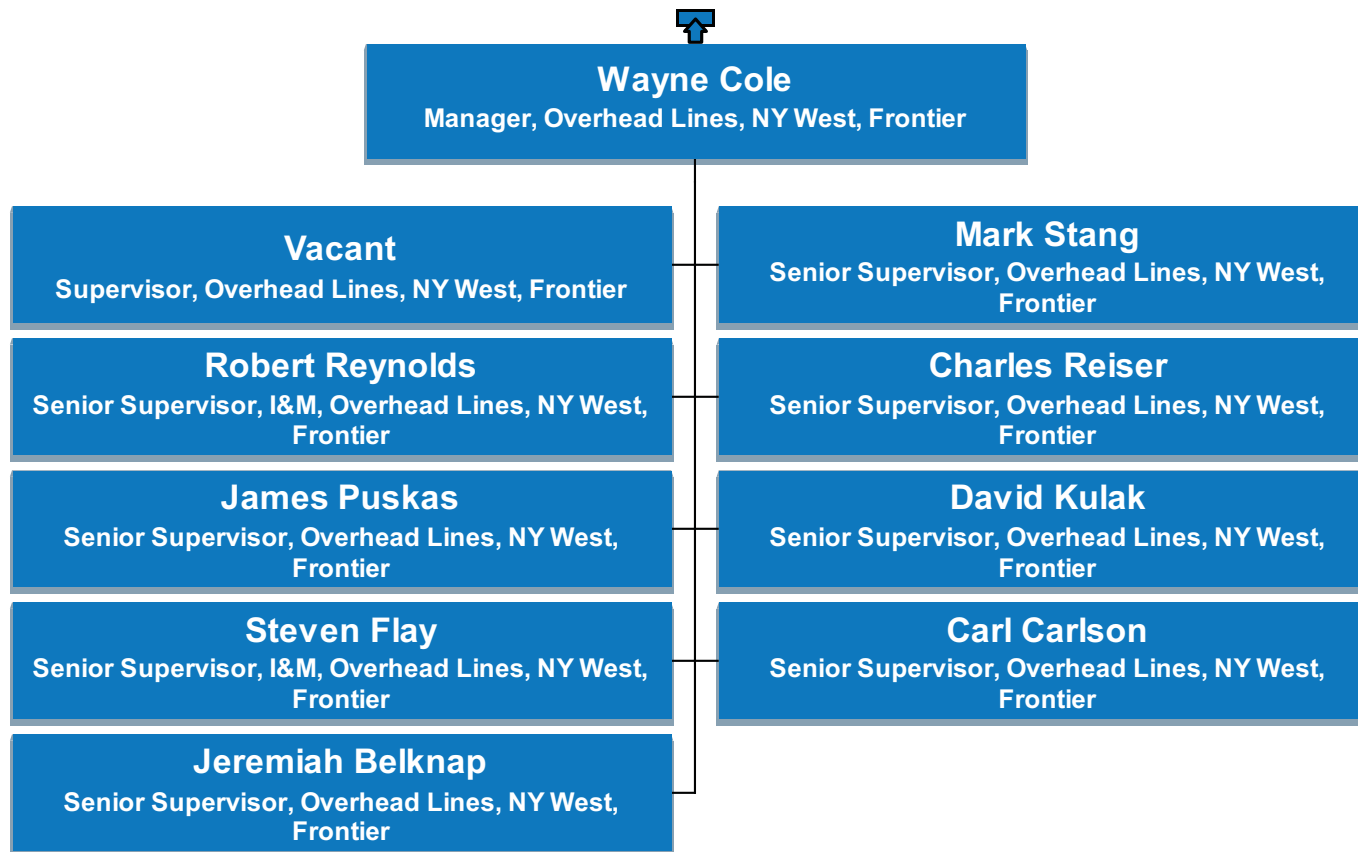 Wayne Cole
Manager, Overhead Lines, NY West, Frontier
Vacant
Supervisor, Overhead Lines, NY West, Frontier
Mark Stang
Senior Supervisor, Overhead Lines, NY West,
Frontier
Robert Reynolds
Senior Supervisor, I&M, Overhead Lines, NY West,
Frontier
Charles Reiser
Senior Supervisor, Overhead Lines, NY West,
Frontier
James Puskas
Senior Supervisor, Overhead Lines, NY West,
Frontier
David Kulak
Senior Supervisor, Overhead Lines, NY West,
Frontier
Steven Flay
Senior Supervisor, I&M, Overhead Lines, NY West,
Frontier
Carl Carlson
Senior Supervisor, Overhead Lines, NY West,
Frontier
Jeremiah Belknap
Senior Supervisor, Overhead Lines, NY West,
Frontier